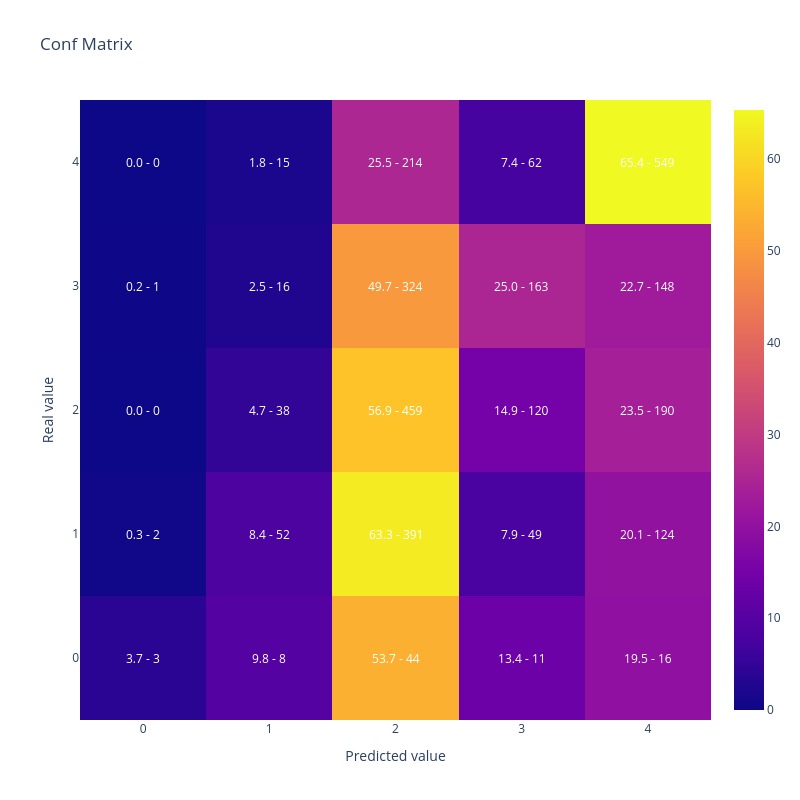 Conf Matrix
4 0.0 - 0 1.8 - 15 25.5 - 214 7.4 - 62 65.4 - 549
3 0.2 - 1 2.5 - 16 49.7 - 324 25.0 - 163 22.7 - 148
2 0.0 - 0 4.7 - 38 56.9 - 459 14.9 - 120 23.5 - 190
1 0.3 - 2 8.4 - 52 63.3 - 391 7.9 - 49 20.1 - 124
0 3.7 - 3 9.8 - 8 53.7 - 44 13.4 - 11 19.5 - 16
0 1 2 3 4
Predicted value
Real value
60
50
40
30
20
10
0